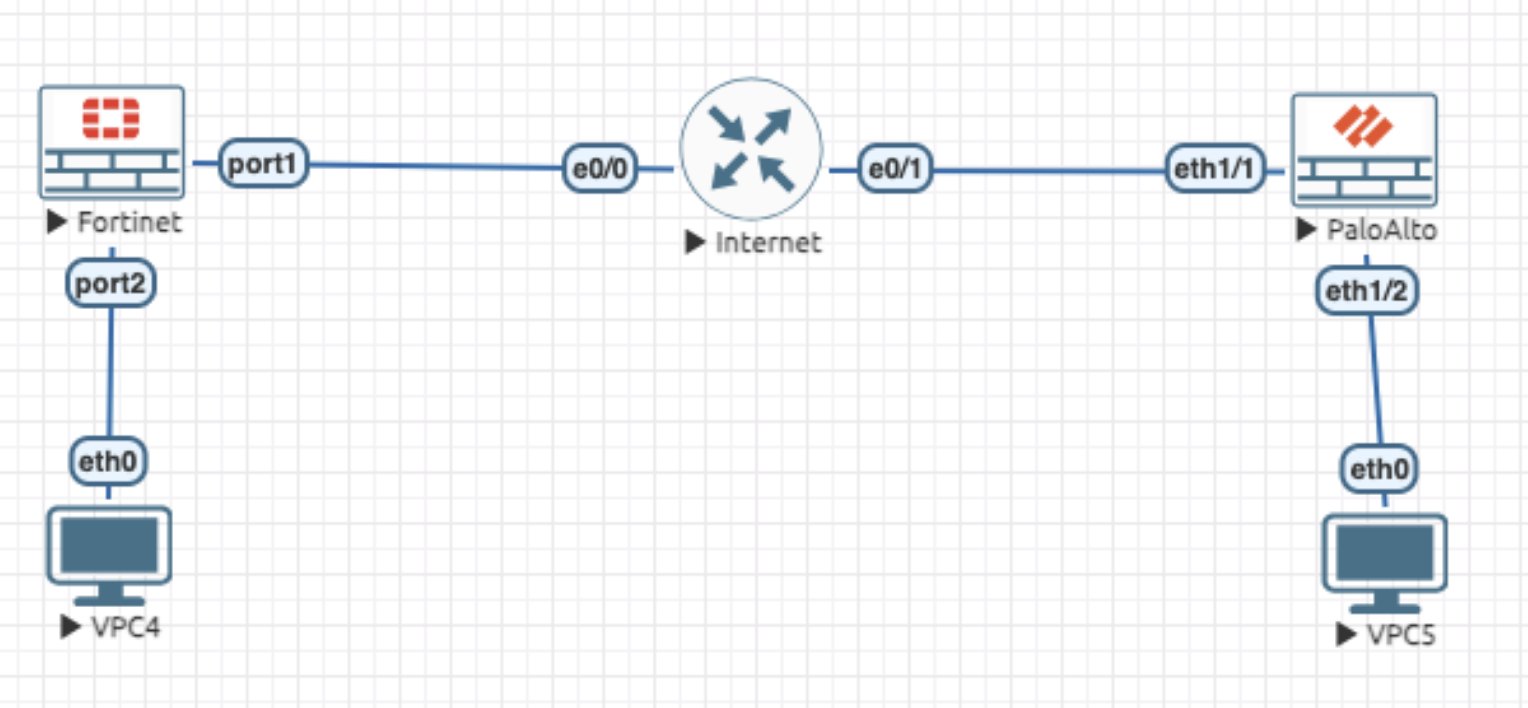 port1
e0/0
e0/1
eth1/1
Fortinet
Internet
PaloAlto
port2
eth1/2
eth0
eth0
VPC4
VPC5